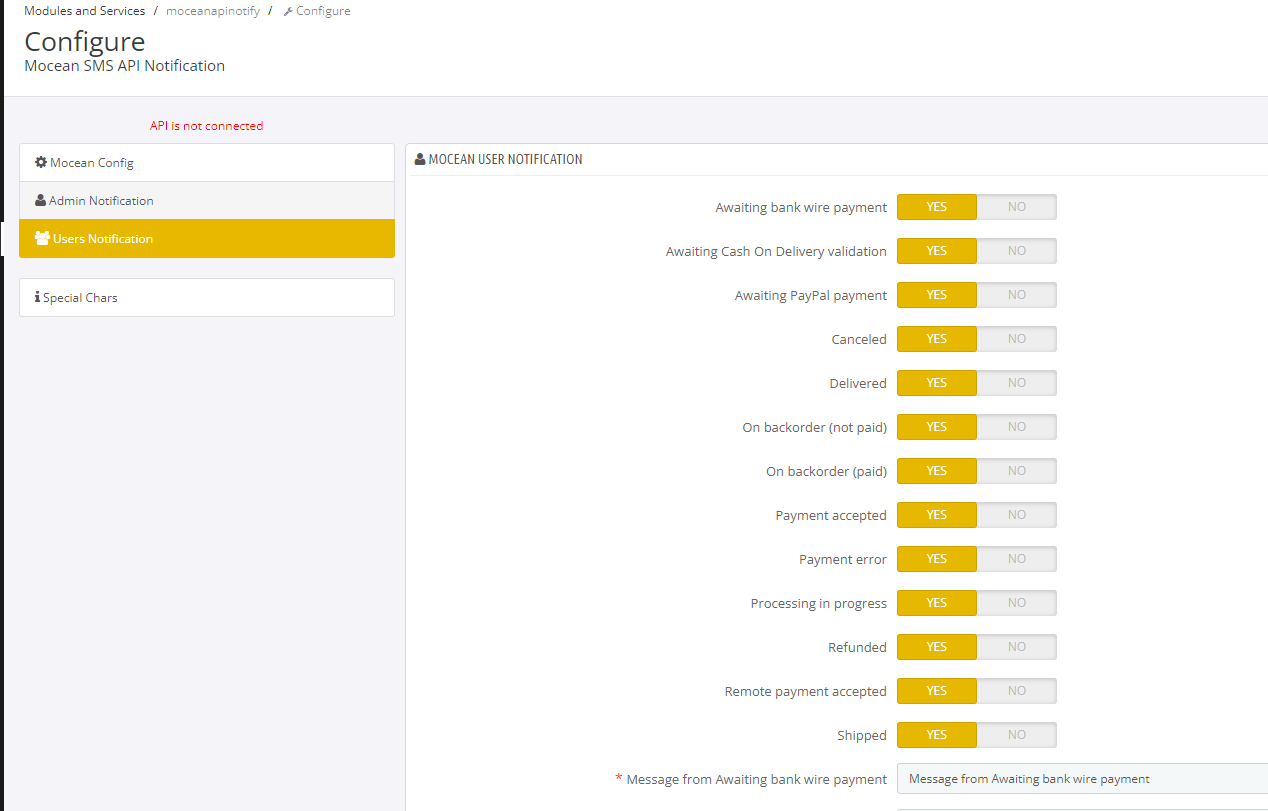 Modules and Services / moceanapinotify / Configure
Configure
Mocean SMS API Notification
API is not connected
Mocean Config
Admin Notification
Users Notification
Special Chars
MOCEAN USER NOTIFICATION
Awaiting bank wire payment YES NO
Awaiting Cash On Delivery validation YES NO
Awaiting PayPal payment YES NO
Canceled YES NO
Delivered YES NO
On backorder (not paid) YES NO
On backorder (paid) YES NO
Payment accepted YES NO
Payment error YES NO
Processing in progress YES NO
Refunded YES NO
Remote payment accepted YES NO
Shipped YES NO
* Message from Awaiting bank wire payment Message from Awaiting bank wire payment